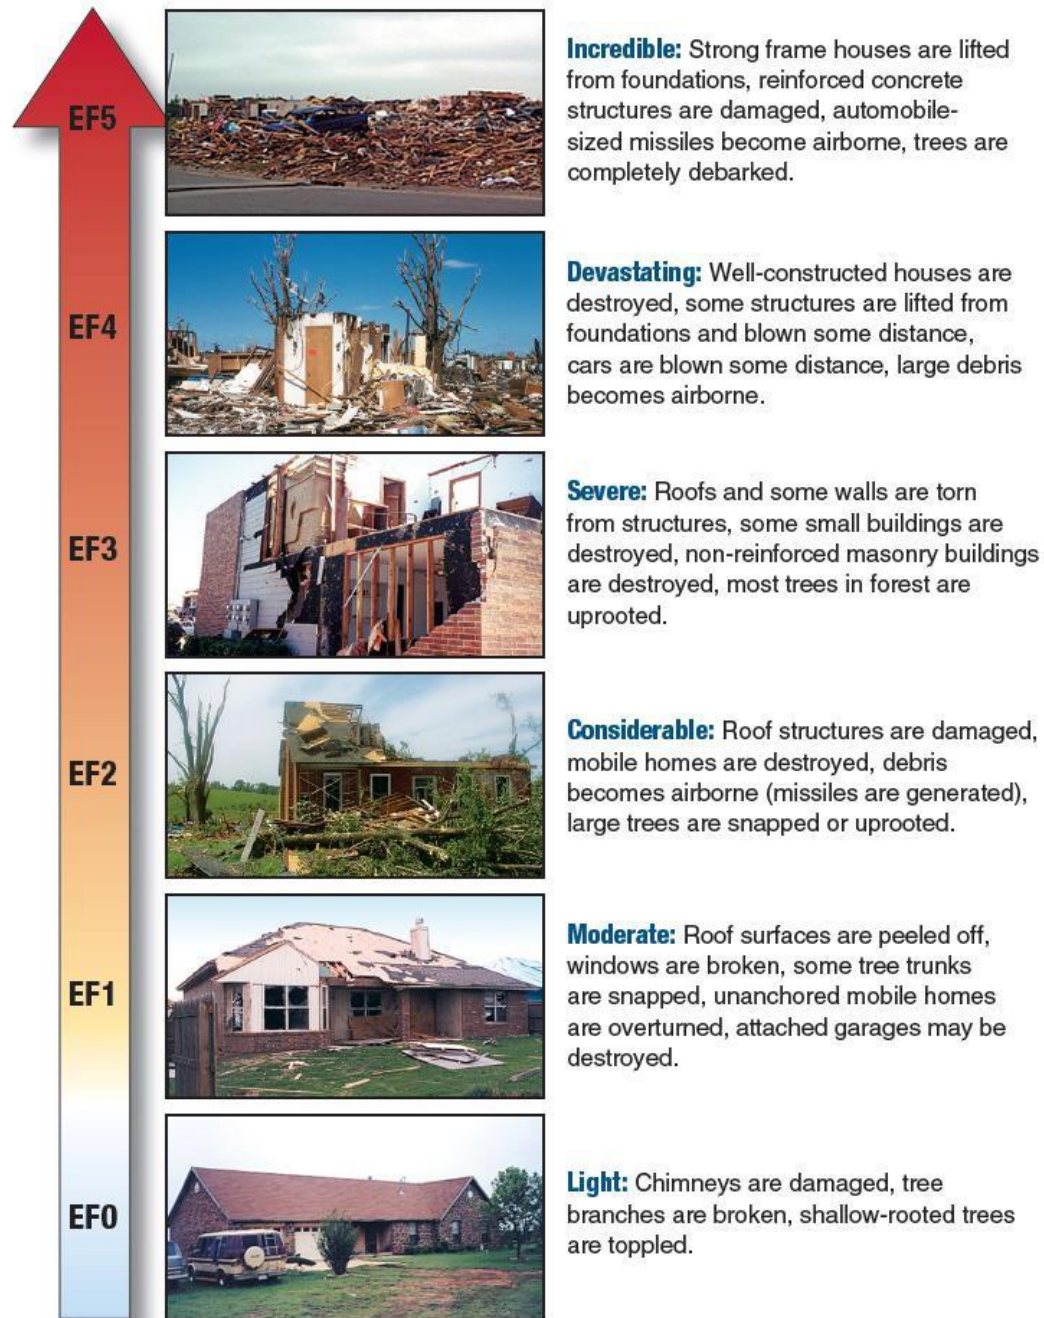 EF5
Incredible: Strong frame houses are lifted
from foundations, reinforced concrete
structures are damaged, automobile-
sized missiles become airborne, trees are
completely debarked.
EF4
Devastating: Well-constructed houses are
destroyed, some structures are lifted from
foundations and blown some distance,
cars are blown some distance, large debris
becomes airborne.
EF3
Severe: Roofs and some walls are torn
from structures, some small buildings are
destroyed, non-reinforced masonry buildings
are destroyed, most trees in forest are
uprooted.
EF2
Considerable: Roof structures are damaged,
mobile homes are destroyed, debris
becomes airborne (missiles are generated),
large trees are snapped or uprooted.
EF1
Moderate: Roof surfaces are peeled off,
windows are broken, some tree trunks
are snapped, unanchored mobile homes
are overturned, attached garages may be
destroyed.
EF0
Light: Chimneys are damaged, tree
branches are broken, shallow-rooted trees
are toppled.